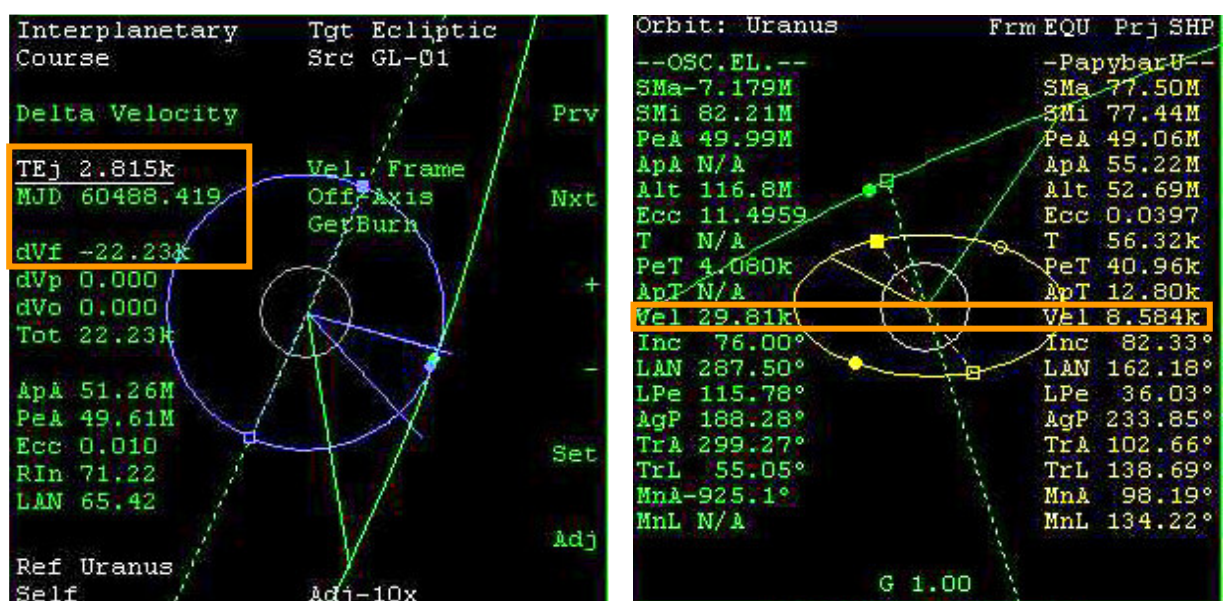 Interplanetary Tgt Ecliptic
Course Src GL-01
Delta Velocity Prv
TEj 2.815k Vel. Frame
MJD 60488.419 Off-Axis Nxt
GetBurn
dVf -22.23k
dVp 0.000 +
dVo 0.000
Tot 22.23k
-
ApA 51.26M
PeA 49.61M
Ecc 0.010 Set
RIn 71.22
LAN 65.42
Adj
Ref Uranus
Self Adj-10x
Orbit: Uranus Frm EQU Prj SHP
--OSC.EL.-- -PapybarU--
SMa-7.179M SMa 77.50M
SMi 82.21M SMi 77.44M
PeA 49.99M PeA 49.06M
ApA N/A ApA 55.22M
Alt 116.8M Alt 52.69M
Ecc 11.4959 Ecc 0.0397
T N/A T 56.32k
PeT 4.080k PeT 40.96k
ApT N/A ApT 12.80k
Vel 29.81k Vel 8.584k
Inc 76.00° Inc 82.33°
LAN 287.50° LAN 162.18°
LPe 115.78° LPe 36.03°
AgP 188.28° AgP 233.85°
TrA 299.27° TrA 102.66°
TrL 55.05° TrL 138.69°
MnA-925.1° MnA 98.19°
MnL N/A MnL 134.22°
G 1.00